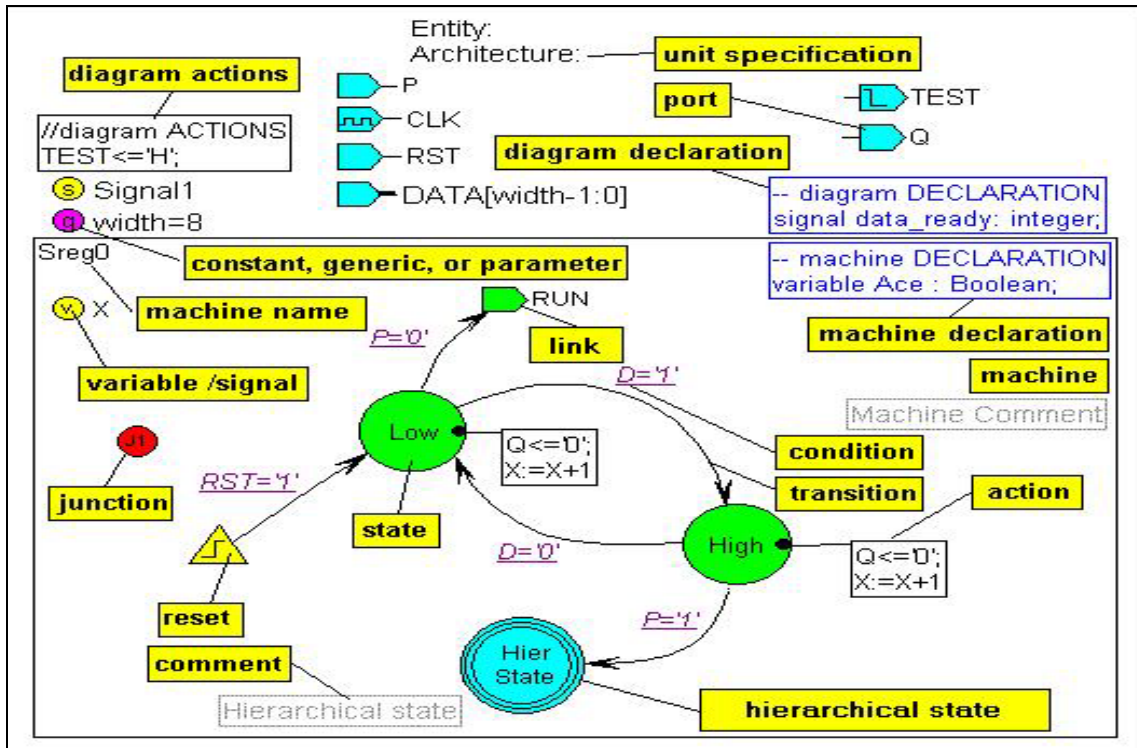 Entity:
Architecture:
unit specification
diagram actions
P
port
TEST
//diagram ACTIONS
TEST<='H';
CLK
Q
RST
diagram declaration
s Signal1
DATA[width-1:0]
-- diagram DECLARATION
signal data_ready: integer;
g width=8
Sreg0
constant, generic, or parameter
-- machine DECLARATION
variable Ace : Boolean;
V X
machine name
RUN
P='0'
link
machine declaration
variable /signal
D='1'
machine
Machine Comment
J1
Low
Q<='0';
X:=X+1
condition
RST='1'
junction
state
transition
action
D='0'
High
Q<='0';
X:=X+1
reset
P='1'
comment
Hier
State
Hierarchical state
hierarchical state